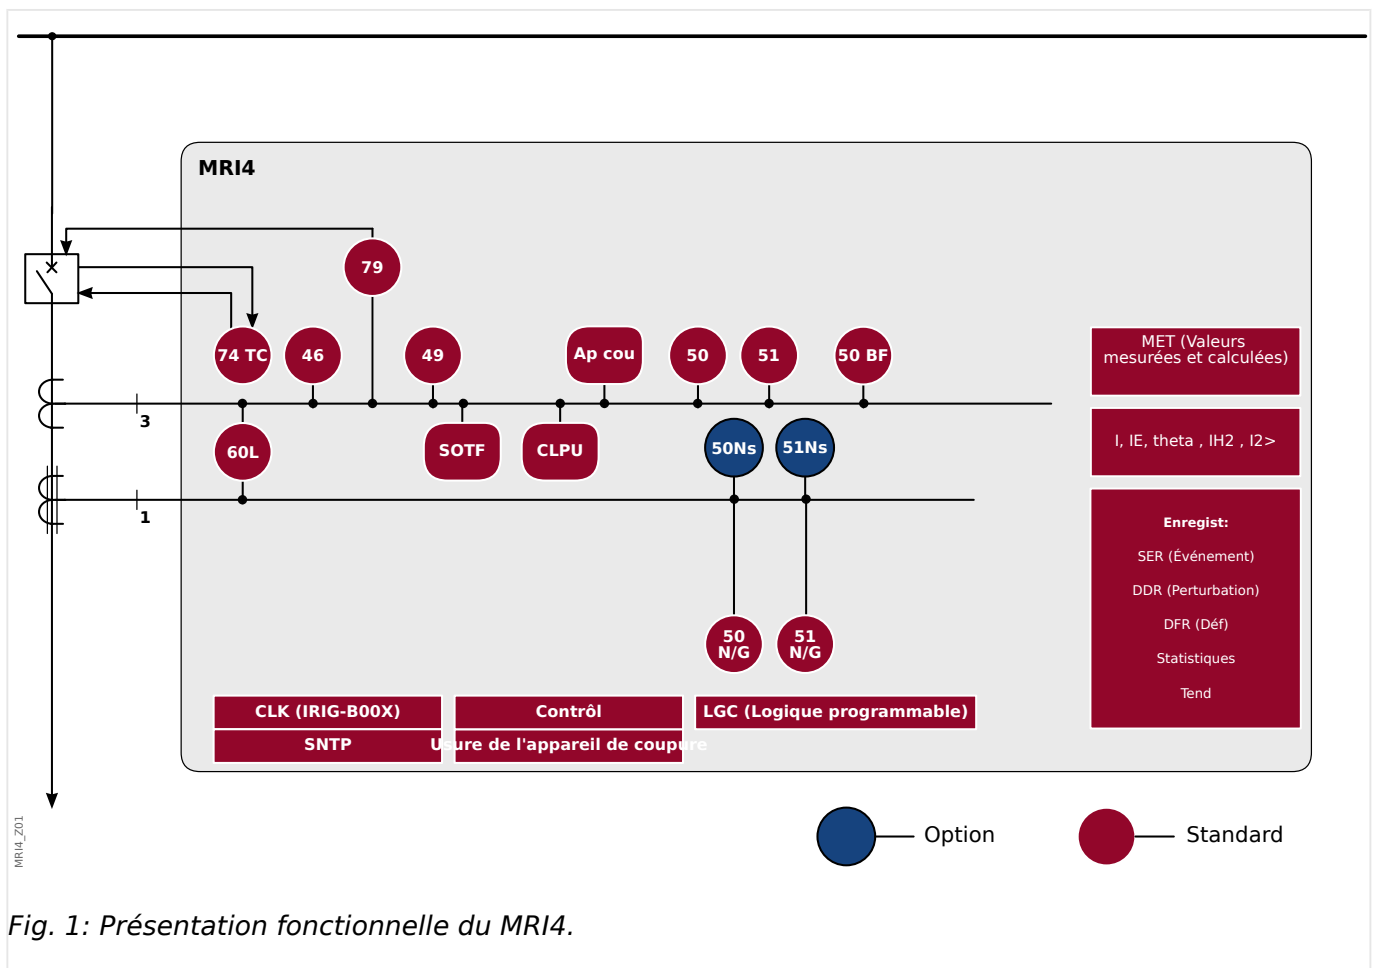 MRI4
79
74 TC
46
49
Ap cou
50
51
50 BF
MET (Valeurs
mesurées et calculées)
3
60L
SOTF
CLPU
50Ns
51Ns
I, IE, theta , IH2 , I2>
1
Enregist:
SER (Événement)
DDR (Perturbation)
DFR (Déf)
Statistiques
Tend
50
N/G
51
N/G
CLK (IRIG-B00X)
Contrôl
LGC (Logique programmable)
SNTP
Usure de l'appareil de coupure
MRI4_Z01
Option
Standard
Fig. 1: Présentation fonctionnelle du MRI4.